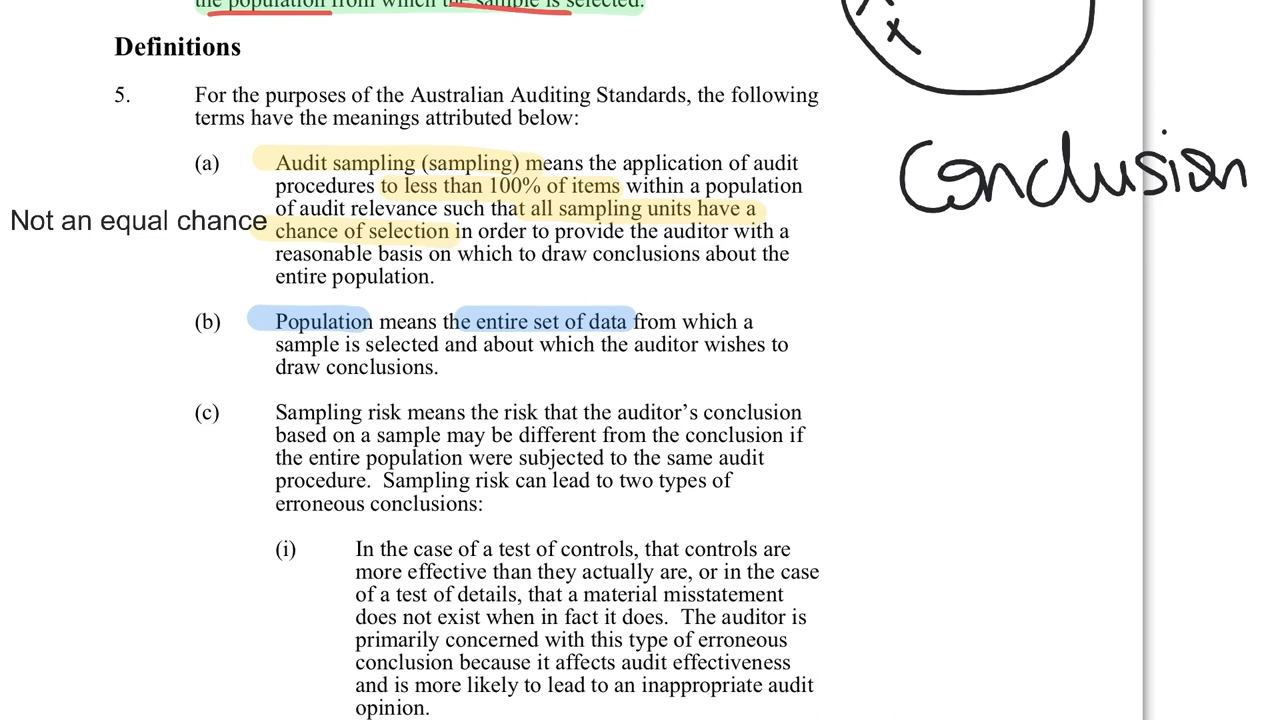 the population from which the sample is selected.
Definitions
5. For the purposes of the Australian Auditing Standards, the following
terms have the meanings attributed below:
(a) Audit sampling (sampling) means the application of audit
procedures to less than 100% of items within a population
of audit relevance such that all sampling units have a
chance of selection in order to provide the auditor with a
reasonable basis on which to draw conclusions about the
entire population.
Not an equal chance
Conclusion
(b) Population means the entire set of data from which a
sample is selected and about which the auditor wishes to
draw conclusions.
(c) Sampling risk means the risk that the auditor's conclusion
based on a sample may be different from the conclusion if
the entire population were subjected to the same audit
procedure.  Sampling risk can lead to two types of
erroneous conclusions:
(i) In the case of a test of controls, that controls are
more effective than they actually are, or in the case
of a test of details, that a material misstatement
does not exist when in fact it does.  The auditor is
primarily concerned with this type of erroneous
conclusion because it affects audit effectiveness
and is more likely to lead to an inappropriate audit
opinion.